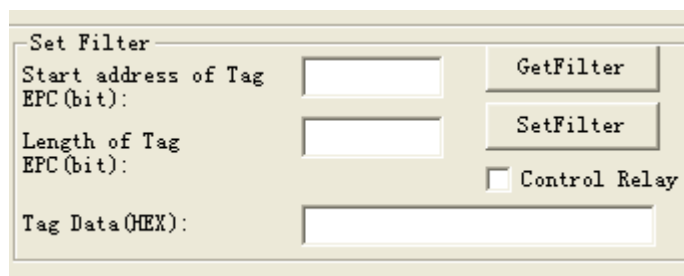 Set Filter
Start address of Tag
EPC(bit):
GetFilter
Length of Tag
EPC(bit):
SetFilter
Control Relay
Tag Data(HEX):